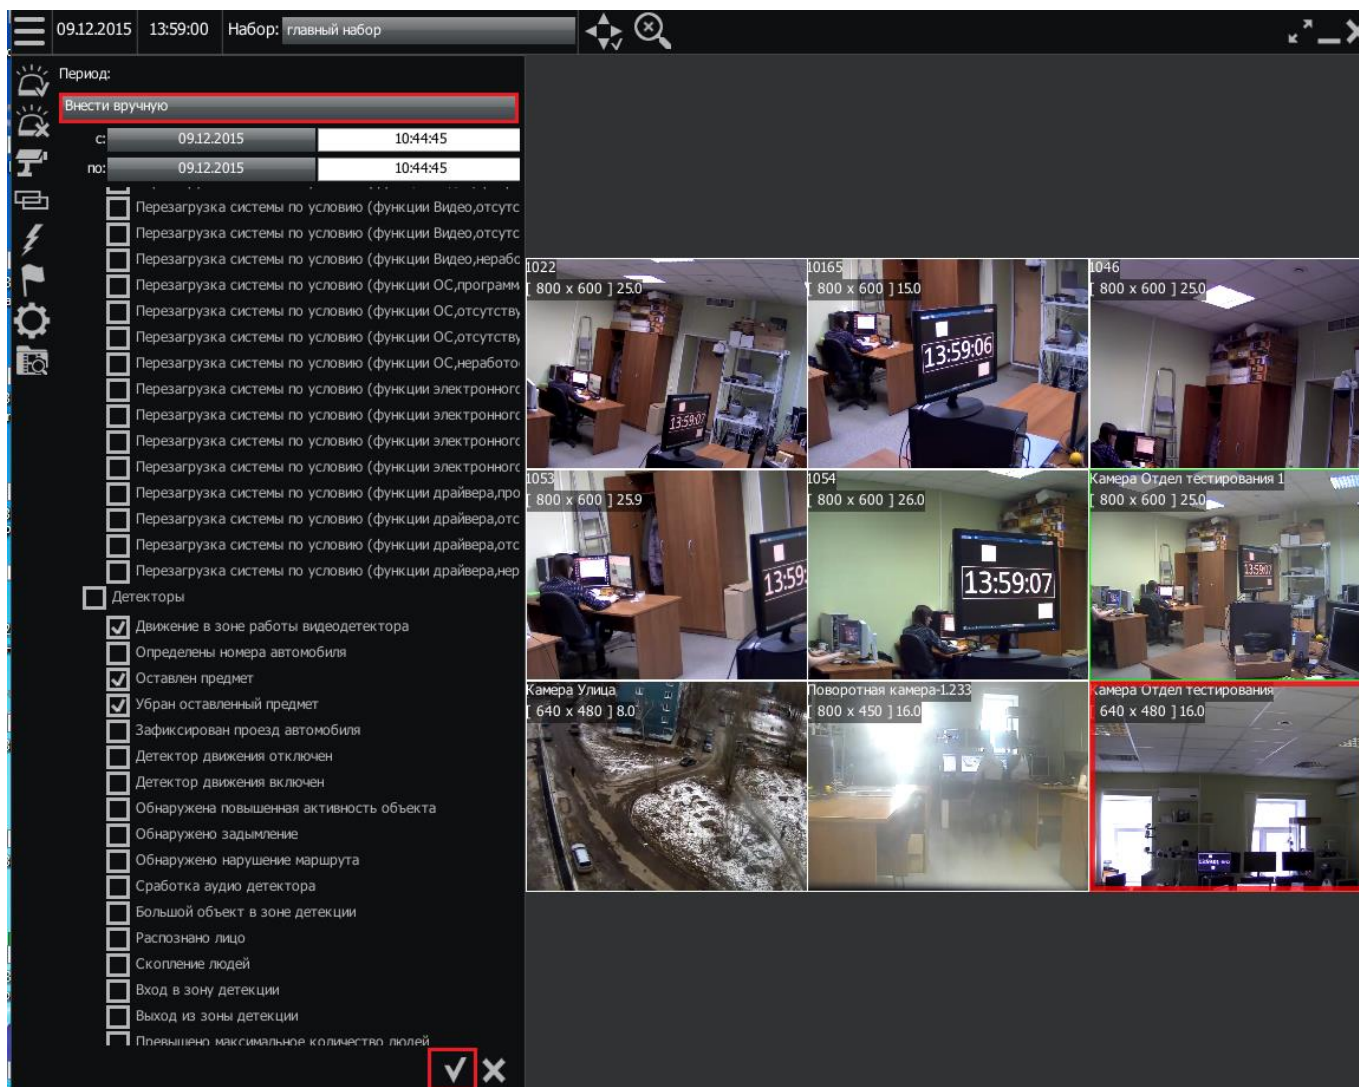 09.12.2015 13:59:00 Набор: главный набор
Период:
Внести вручную
с: 09.12.2015 10:44:45
по: 09.12.2015 10:44:45
Перезагрузка системы по условию (функции Видео,отсутс
Перезагрузка системы по условию (функции Видео,отсутс
Перезагрузка системы по условию (функции Видео,нерабо
Перезагрузка системы по условию (функции ОС,программ
Перезагрузка системы по условию (функции ОС,отсутству
Перезагрузка системы по условию (функции ОС,отсутству
Перезагрузка системы по условию (функции ОС,неработо
Перезагрузка системы по условию (функции электронного
Перезагрузка системы по условию (функции электронного
Перезагрузка системы по условию (функции электронного
Перезагрузка системы по условию (функции электронного
Перезагрузка системы по условию (функции драйвера,про
Перезагрузка системы по условию (функции драйвера,отс
Перезагрузка системы по условию (функции драйвера,отс
Перезагрузка системы по условию (функции драйвера,нер
Детекторы
Движение в зоне работы видеодетектора
Определены номера автомобиля
Оставлен предмет
Убран оставленный предмет
Зафиксирован проезд автомобиля
Детектор движения отключен
Детектор движения включен
Обнаружена повышенная активность объекта
Обнаружено задымление
Обнаружено нарушение маршрута
Сработка аудио детектора
Большой объект в зоне детекции
Распознано лицо
Скопление людей
Вход в зону детекции
Выход из зоны детекции
Превышено максимальное количество людей
1022
[ 800 x 600 ] 25.0
13:59:07
10165
[ 800 x 600 ] 15.0
13:59:06
1046
[ 800 x 600 ] 25.0
1053
[ 800 x 600 ] 25.9
13:59:
1054
[ 800 x 600 ] 26.0
13:59:07
Камера Отдел тестирования 1
[ 800 x 600 ] 25.0
13:59:07
Камера Улица
[ 640 x 480 ] 8.0
Поворотная камера-1.233
[ 800 x 450 ] 16.0
Камера Отдел тестирования
[ 640 x 480 ] 16.0